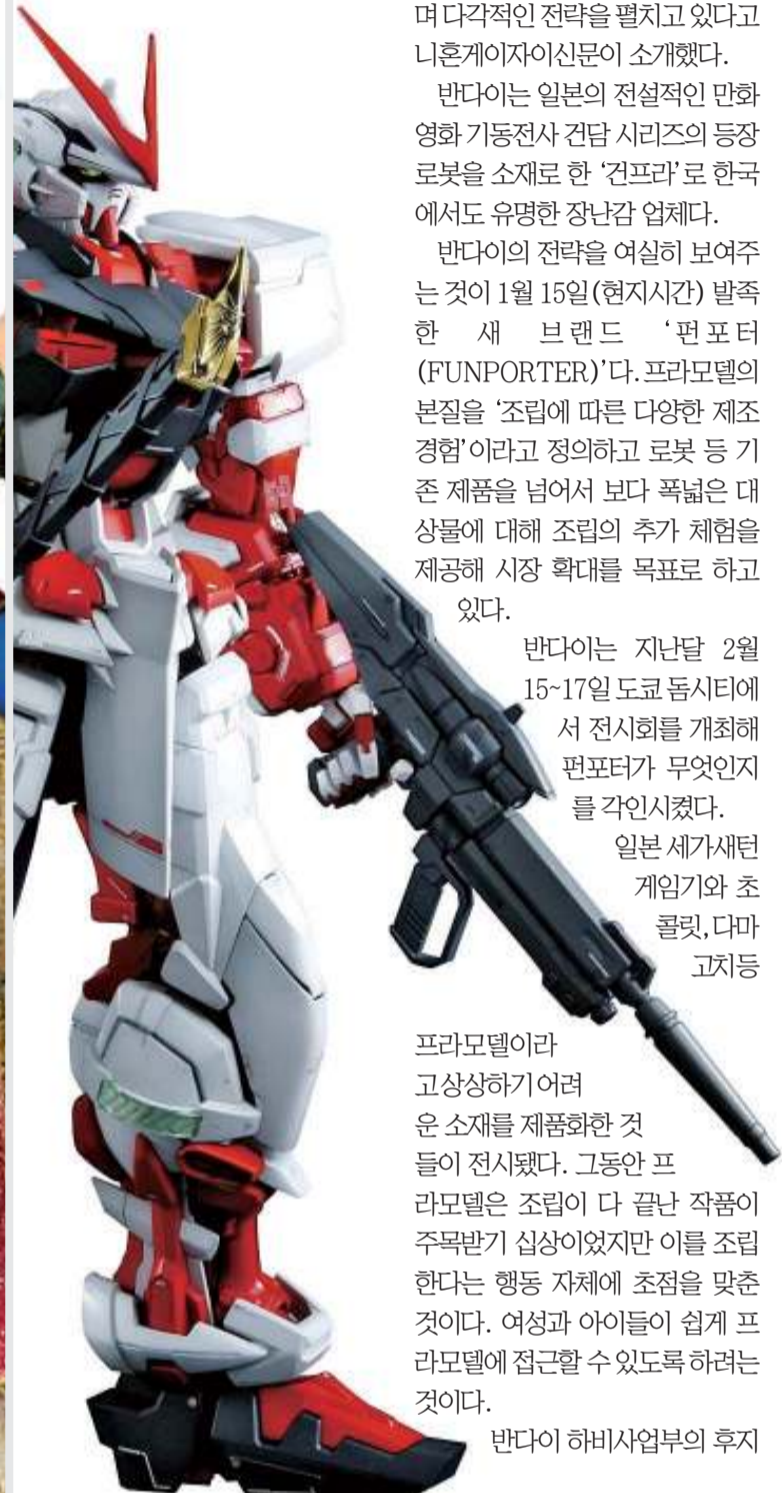 며 다각적인 전략을 펼치고 있다고
니혼게이자이신문이 소개했다.
반다이는 일본의 전설적인 만화
영화 기동전사 건담 시리즈의 등장
로봇을 소재로 한 ‘건프라’로 한국
에서도 유명한 장난감 업체다.
반다이의 전략을 여실히 보여주
는 것이 1월 15일(현지시간) 발족
한 새 브랜드 ‘펀포터
(FUNPORTER)’다.프라모델의
본질을 ‘조립에 따른 다양한 제조
경험’이라고 정의하고 로봇 등 기
존 제품을 넘어서 보다 폭넓은 대
상물에 대해 조립의 추가 체험을
제공해 시장 확대를 목표로 하고
있다.
반다이는 지난달 2월
15~17일 도쿄 돔시티에
서 전시회를 개최해
펀포터가 무엇인지
를 각인시켰다.
일본 세가새턴
게임기와 초
콜릿,다마
고치등
프라모델이라
고 상상하기 어려
운 소재를 제품화한 것
들이 전시됐다. 그동안 프
라모델은 조립이 다 끝난 작품이
주목받기 십상이었지만 이를 조립
한다는 행동 자체에 초점을 맞춘
것이다. 여성과 아이들이 쉽게 프
라모델에 접근할 수 있도록 하려는
것이다.
반다이 하비사업부의 후지